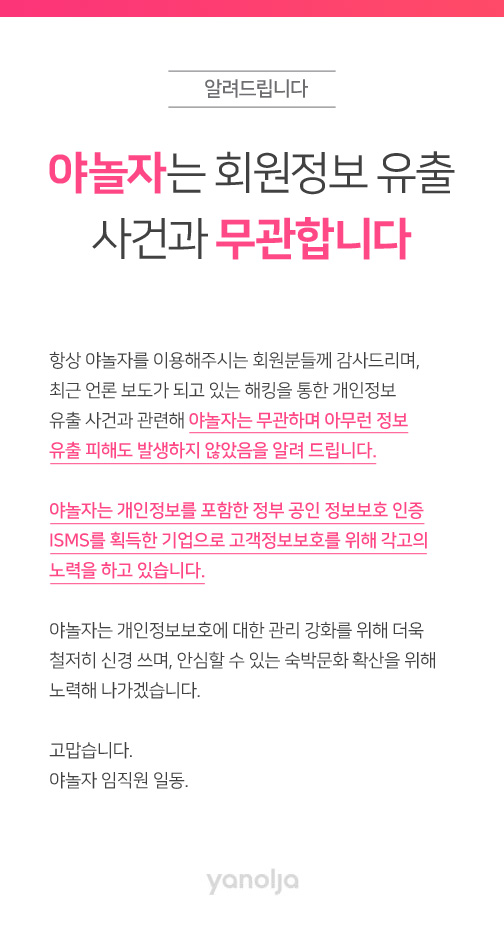 알려드립니다
야놀자는 회원정보 유출
사건과 무관합니다
항상 야놀자를 이용해주시는 회원분들께 감사드리며,
최근 언론 보도가 되고 있는 해킹을 통한 개인정보
유출 사건과 관련해 야놀자는 무관하며 아무런 정보
유출 피해도 발생하지 않았음을 알려 드립니다.
야놀자는 개인정보를 포함한 정부 공인 정보보호 인증
ISMS를 획득한 기업으로 고객정보보호를 위해 각고의
노력을 하고 있습니다.
야놀자는 개인정보보호에 대한 관리 강화를 위해 더욱
철저히 신경 쓰며, 안심할 수 있는 숙박문화 확산을 위해
노력해 나가겠습니다.
고맙습니다.
야놀자 임직원 일동.
yanolja